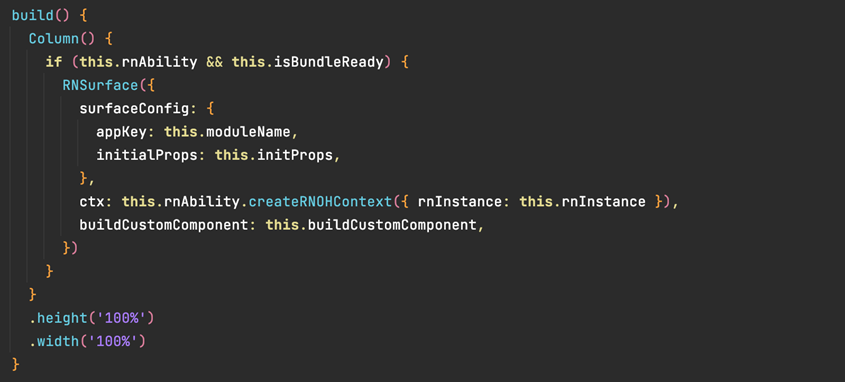 build() {
  Column() {
    if (this.rnAbility && this.isBundleReady) {
      RNSurface({
        surfaceConfig: {
          appKey: this.moduleName,
          initialProps: this.initProps,
        },
        ctx: this.rnAbility.createRNOHContext({ rnInstance: this.rnInstance }),
        buildCustomComponent: this.buildCustomComponent,
      })
    }
  }
  .height('100%')
  .width('100%')
}